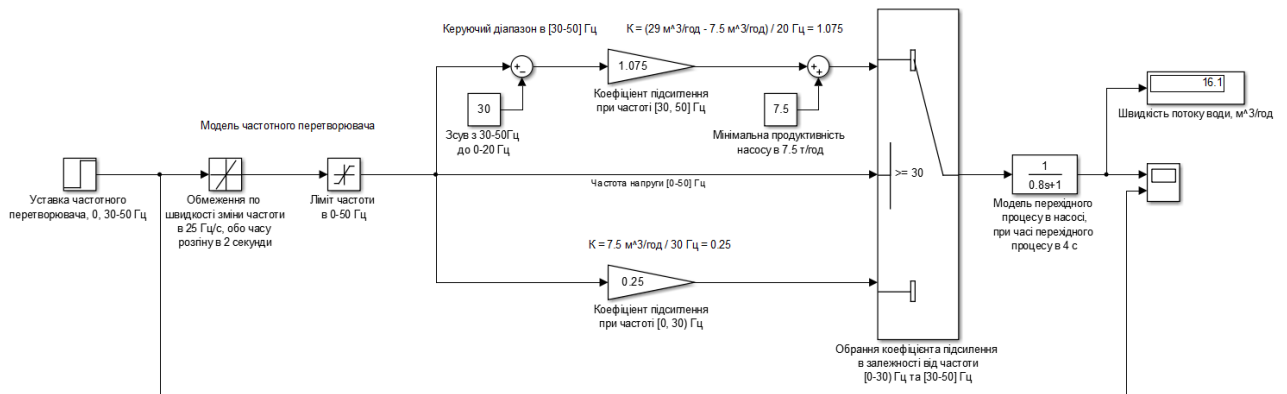 Керуючий діапазон в [30-50] Гц
К = (29 м^3/год - 7.5 м^3/год) / 20 Гц = 1.075
+
−
1.075
+
+
Коефіцієнт підсиглення
при частоті [30, 50] Гц
30
Зсув з 30-50Гц
до 0-20 Гц
7.5
Мінімальна продуктивність
насосу в 7.5 т/год
16.1
Швидкість потоку води, м^3/год
Модель частотного перетворювача
Уставка частотного
перетворювача, 0, 30-50 Гц
Обмеження по
швидкості зміни частоти
в 25 Гц/с, обо часу
розгіну в 2 секунди
Ліміт частоти
в 0-50 Гц
Частота напруги [0-50] Гц
>= 30
1
0.8s+1
Модель перехідного
процесу в насосі,
при часі перехідного
процесу в 4 с
К = 7.5 м^3/год / 30 Гц = 0.25
0.25
Коефіцієнт підсиглення
при частоті [0, 30) Гц
Обрання коефіцієнта підсилення
в залежності від частоти
[0-30) Гц та [30-50] Гц